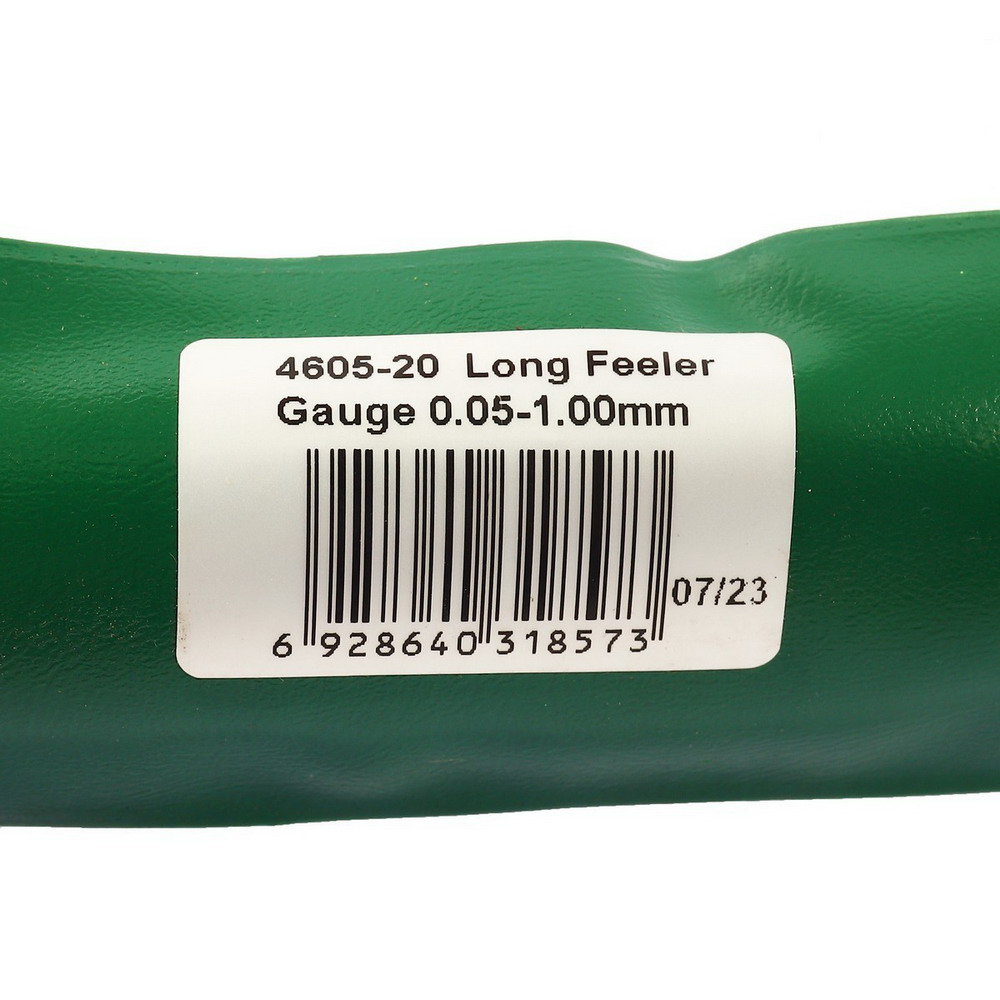 4605-20 Long Feeler
Gauge 0.05-1.00mm
07/23
6 928640 318573